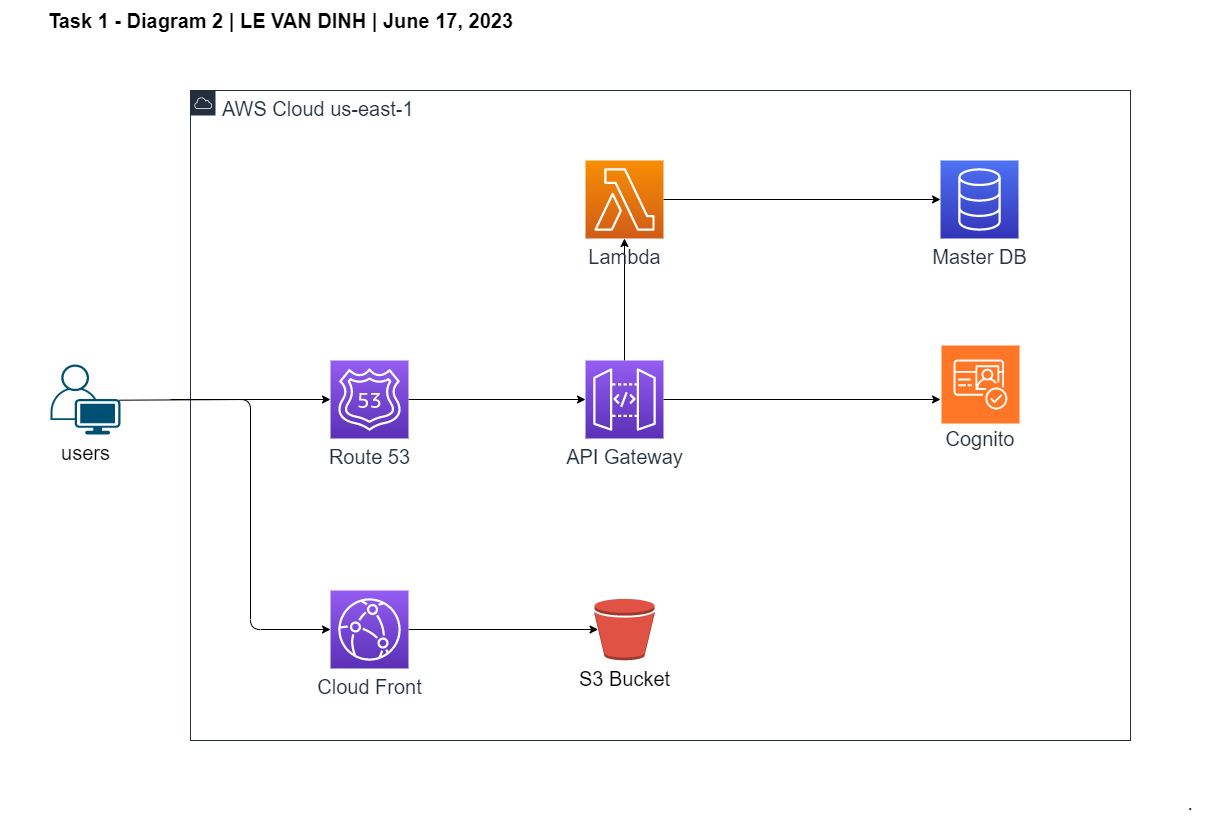 Task 1 - Diagram 2 | LE VAN DINH | June 17, 2023
AWS Cloud us-east-1
Lambda
Master DB
53
</>
users
Route 53
API Gateway
Cognito
Cloud Front
S3 Bucket
.